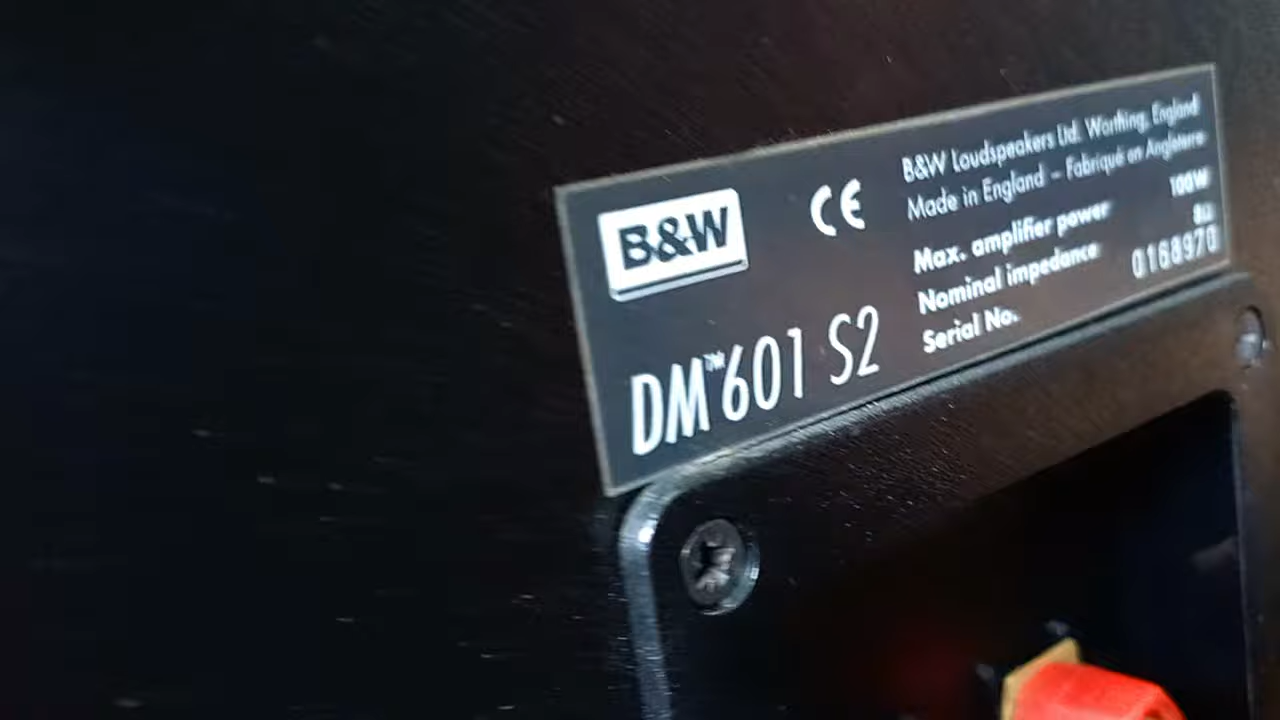 B&W
CE
DM™601 S2
B&W Loudspeakers Ltd. Worthing, England
Made in England – Fabriqué en Angleterre
Max. amplifier power 100W
Nominal impedance 8Ω
Serial No. 0168970